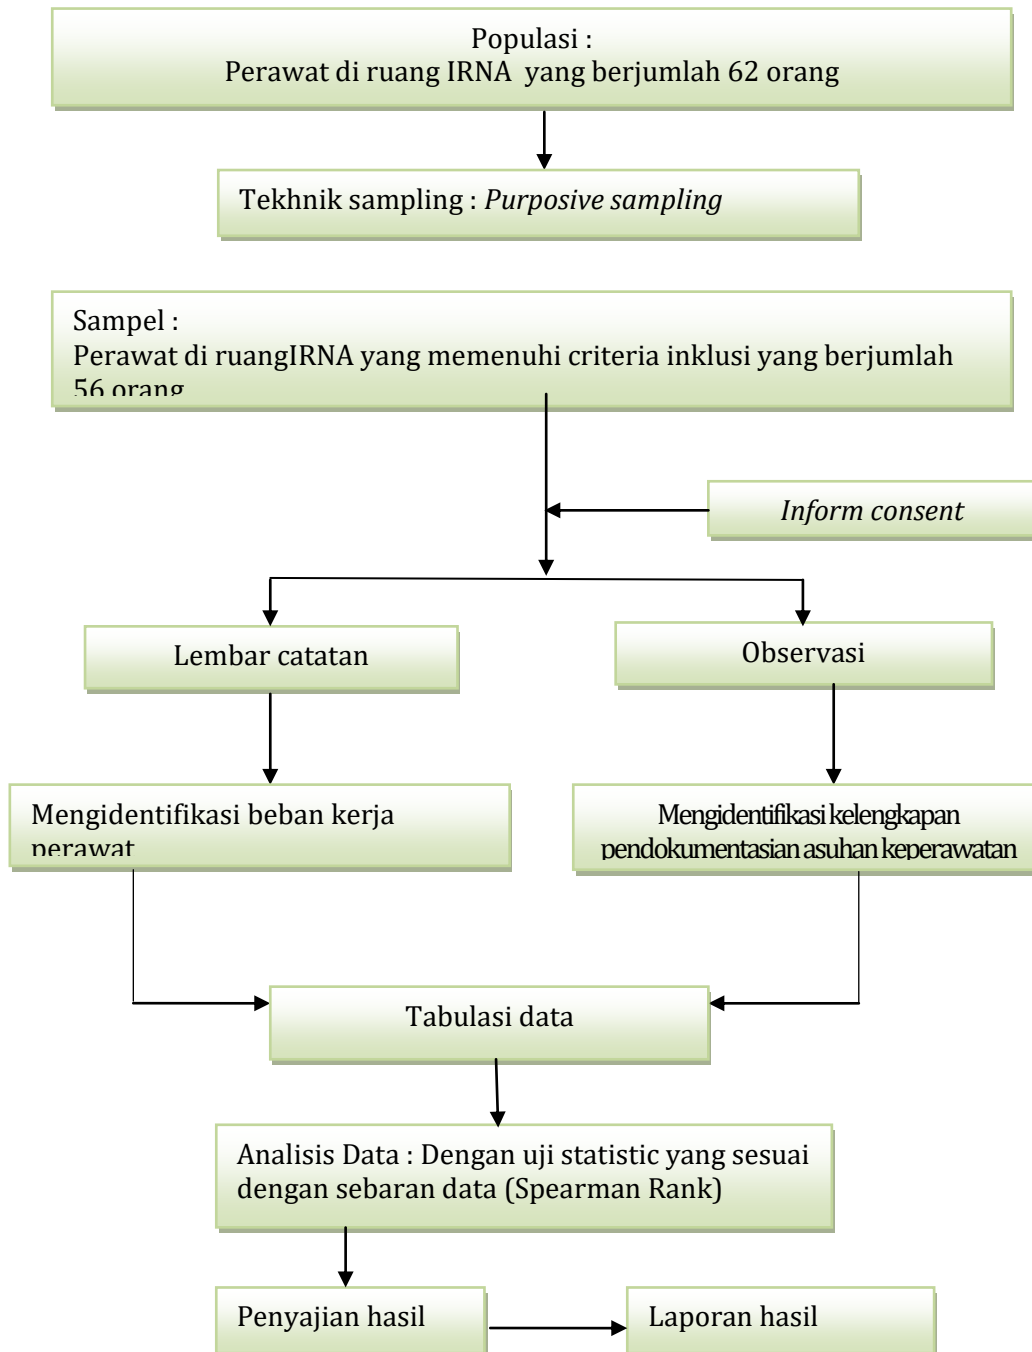 Populasi :
Perawat di ruang IRNA yang berjumlah 62 orang
Tekhnik sampling : Purposive sampling
Sampel :
Perawat di ruangIRNA yang memenuhi criteria inklusi yang berjumlah
56 orang
Inform consent
Lembar catatan
Observasi
Mengidentifikasi beban kerja
perawat
Mengidentifikasi kelengkapan
pendokumentasian asuhan keperawatan
Tabulasi data
Analisis Data : Dengan uji statistic yang sesuai
dengan sebaran data (Spearman Rank)
Penyajian hasil
Laporan hasil